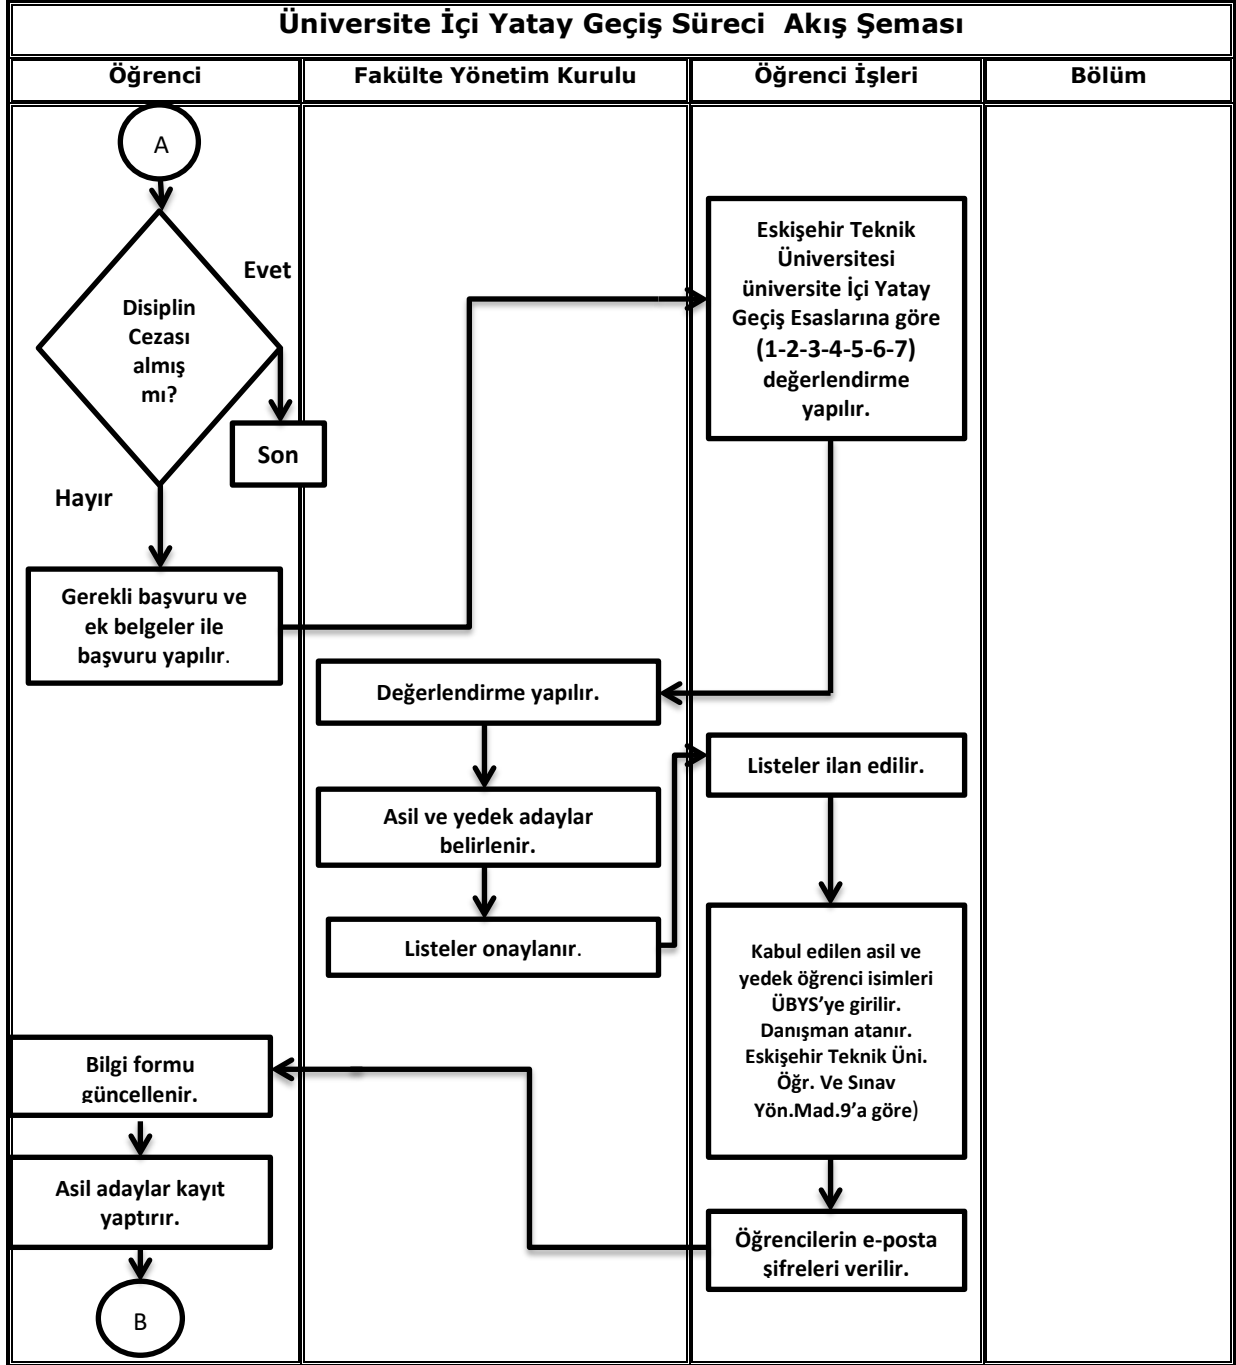 Üniversite İçi Yatay Geçiş Süreci  Akış Şeması
Öğrenci
Fakülte Yönetim Kurulu
Öğrenci İşleri
Bölüm
A
Disiplin
Cezası
almış
mı?
Evet
Son
Hayır
Gerekli başvuru ve
ek belgeler ile
başvuru yapılır.
Eskişehir Teknik
Üniversitesi
üniversite İçi Yatay
Geçiş Esaslarına göre
(1-2-3-4-5-6-7)
değerlendirme
yapılır.
Değerlendirme yapılır.
Asil ve yedek adaylar
belirlenir.
Listeler onaylanır.
Listeler ilan edilir.
Kabul edilen asil ve
yedek öğrenci isimleri
ÜBYS’ye girilir.
Danışman atanır.
Eskişehir Teknik Üni.
Öğr. Ve Sınav
Yön.Mad.9’a göre)
Öğrencilerin e-posta
şifreleri verilir.
Bilgi formu
güncellenir.
Asil adaylar kayıt
yaptırır.
B